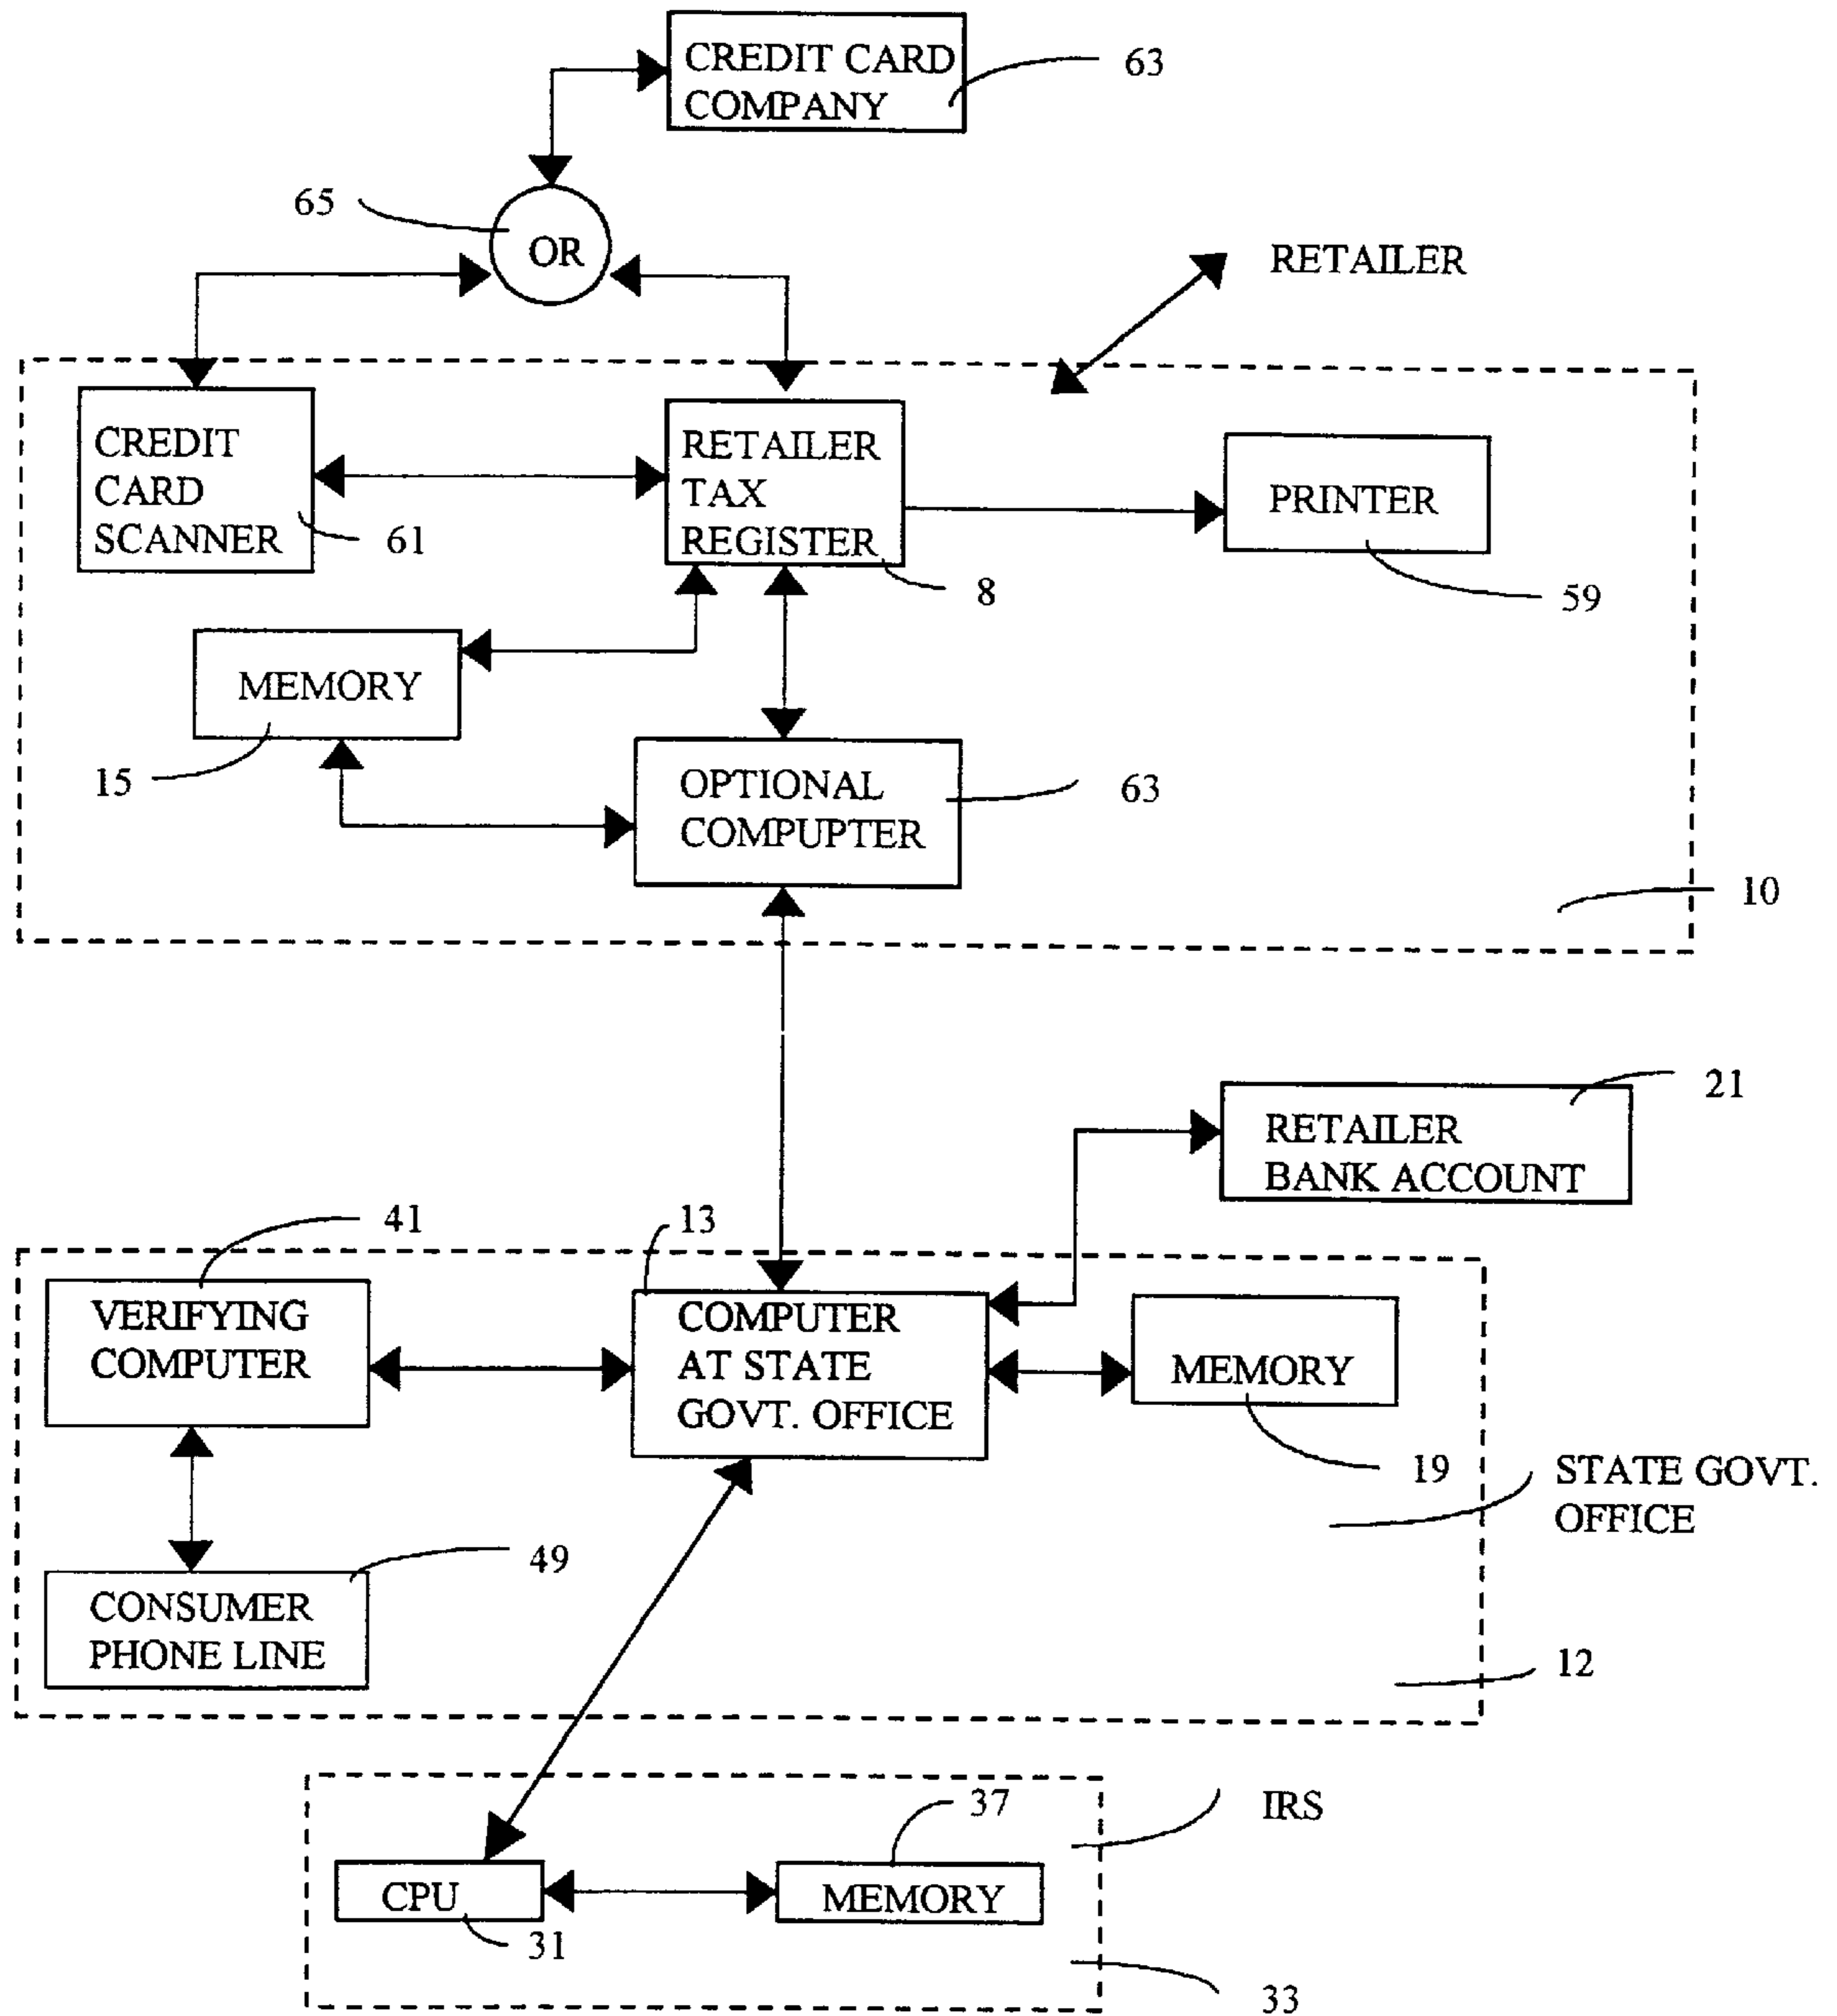 CREDIT CARD
COMPANY
63
65
OR
RETAILER
CREDIT
CARD
SCANNER
61
RETAILER
TAX
REGISTER
8
PRINTER
59
MEMORY
15
OPTIONAL
COMPUPTER
63
10
21
RETAILER
BANK ACCOUNT
41
13
VERIFYING
COMPUTER
COMPUTER
AT STATE
GOVT. OFFICE
MEMORY
19
STATE GOVT.
OFFICE
49
CONSUMER
PHONE LINE
12
37
IRS
CPU
31
MEMORY
33